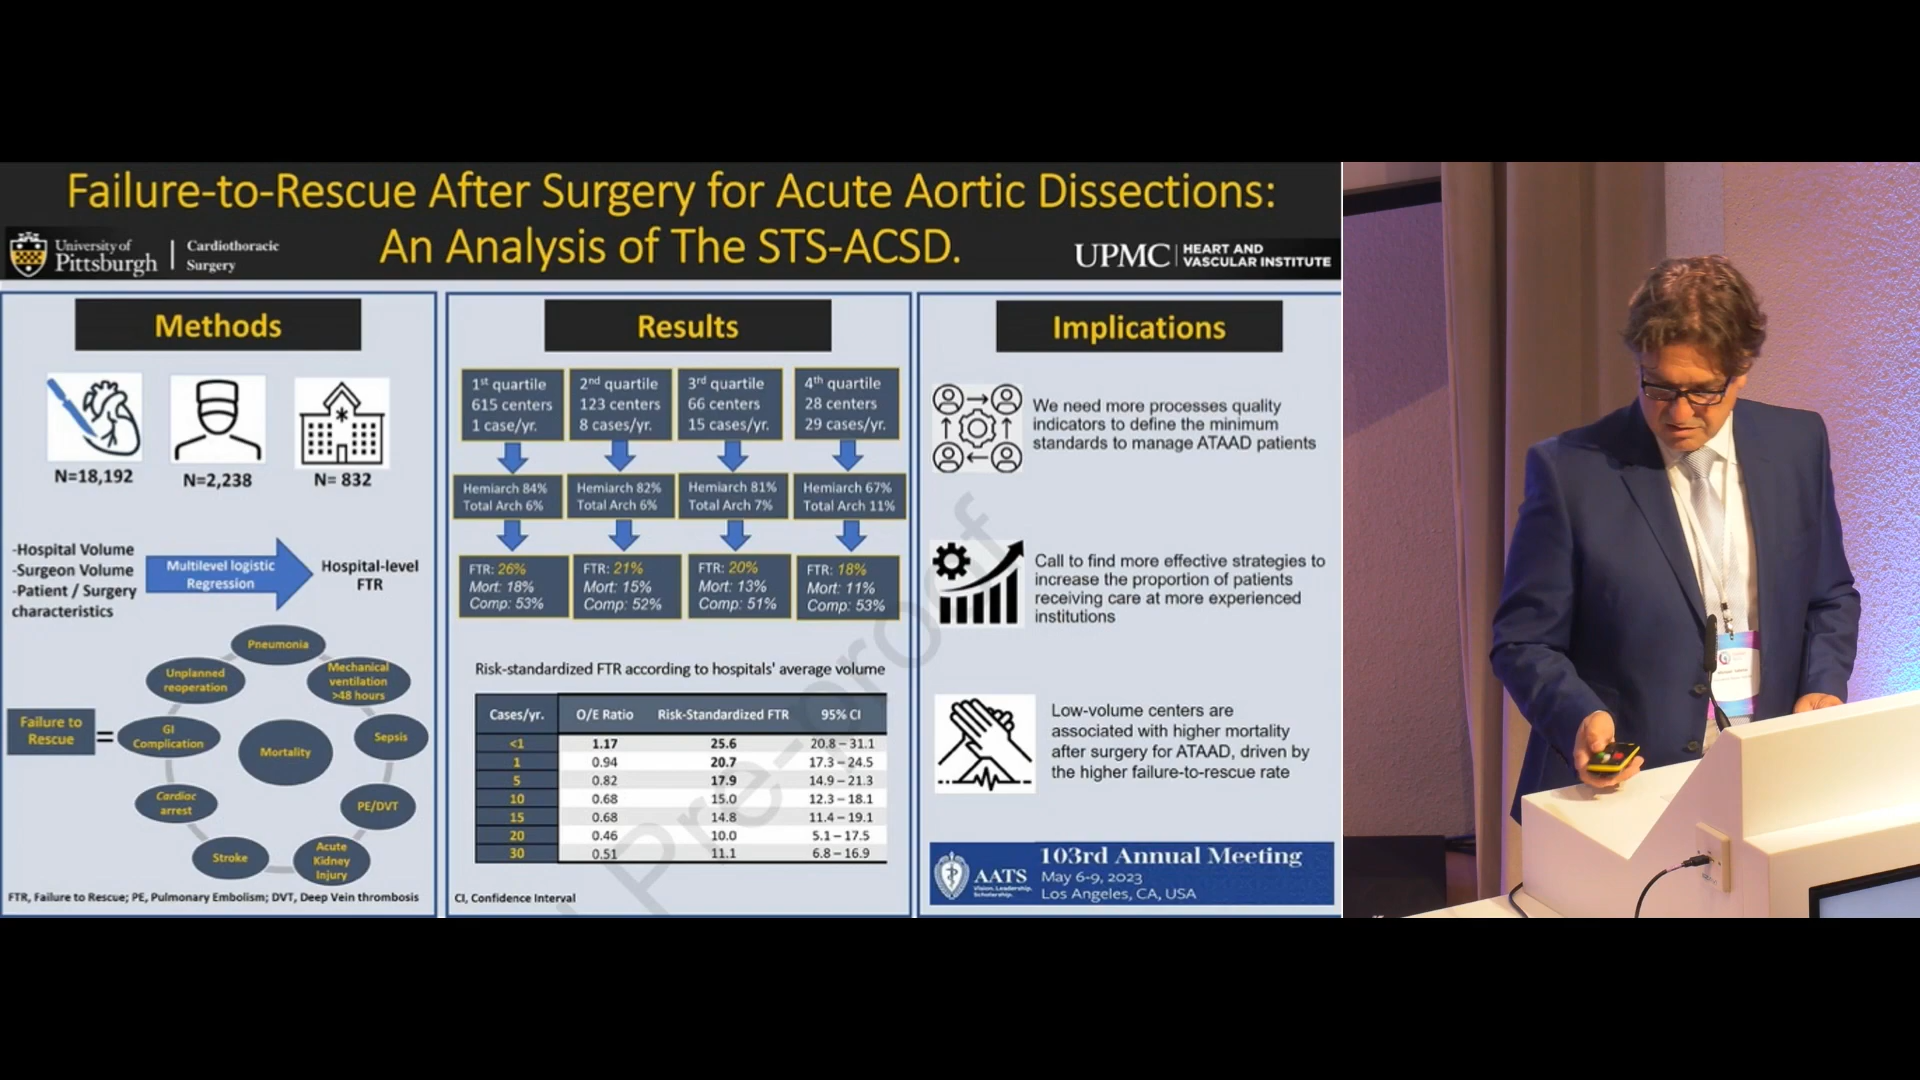 Failure-to-Rescue After Surgery for Acute Aortic Dissections:
An Analysis of The STS-ACSD.
University of
Pittsburgh
Cardiothoracic
Surgery
UPMC
HEART AND
VASCULAR INSTITUTE
Methods
N=18,192
N=2,238
N= 832
-Hospital Volume
-Surgeon Volume
-Patient / Surgery
characteristics
Multilevel logistic
Regression
Hospital-level
FTR
Failure to
Rescue
=
Pneumonia
Unplanned
reoperation
Mechanical
ventilation
>48 hours
GI
Complication
Mortality
Sepsis
Cardiac
arrest
PE/DVT
Stroke
Acute
Kidney
Injury
FTR, Failure to Rescue; PE, Pulmonary Embolism; DVT, Deep Vein thrombosis
Results
1st quartile
615 centers
1 case/yr.
2nd quartile
123 centers
8 cases/yr.
3rd quartile
66 centers
15 cases/yr.
4th quartile
28 centers
29 cases/yr.
Hemiarch 84%
Total Arch 6%
Hemiarch 82%
Total Arch 6%
Hemiarch 81%
Total Arch 7%
Hemiarch 67%
Total Arch 11%
FTR: 26%
Mort: 18%
Comp: 53%
FTR: 21%
Mort: 15%
Comp: 52%
FTR: 20%
Mort: 13%
Comp: 51%
FTR: 18%
Mort: 11%
Comp: 53%
Risk-standardized FTR according to hospitals' average volume
Cases/yr. O/E Ratio Risk-Standardized FTR 95% CI
<1 1.17 25.6 20.8 – 31.1
1 0.94 20.7 17.3 – 24.5
5 0.82 17.9 14.9 – 21.3
10 0.68 15.0 12.3 – 18.1
15 0.68 14.8 11.4 – 19.1
20 0.46 10.0 5.1 – 17.5
30 0.51 11.1 6.8 – 16.9
CI, Confidence Interval
Pre-proof
Implications
We need more processes quality
indicators to define the minimum
standards to manage ATAAD patients
Call to find more effective strategies to
increase the proportion of patients
receiving care at more experienced
institutions
Low-volume centers are
associated with higher mortality
after surgery for ATAAD, driven by
the higher failure-to-rescue rate
AATS
Vision. Leadership.
Scholarship.
103rd Annual Meeting
May 6-9, 2023
Los Angeles, CA, USA